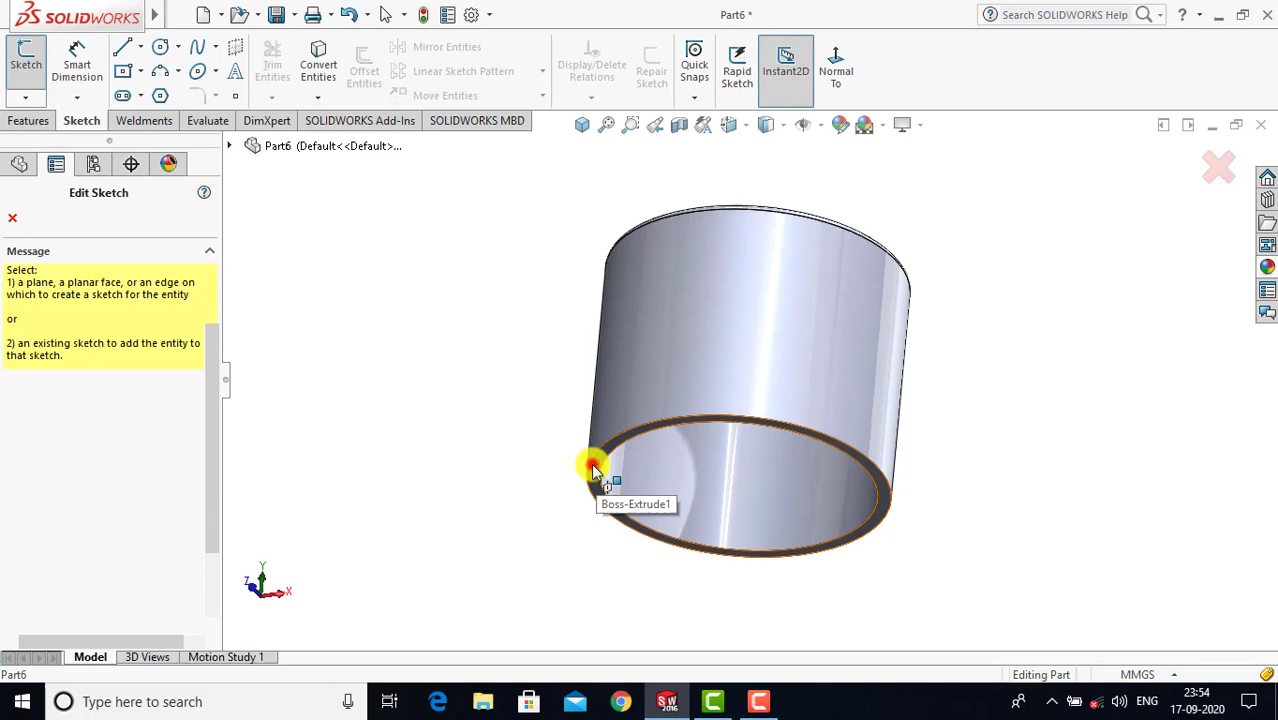 SOLIDWORKS
Part6 *
Search SOLIDWORKS Help
Sketch
Smart
Dimension
Trim
Entities
Convert
Entities
Offset
Entities
Mirror Entities
Linear Sketch Pattern
Move Entities
Display/Delete
Relations
Repair
Sketch
Quick
Snaps
Rapid
Sketch
Instant2D
Normal
To
Features
Sketch
Weldments
Evaluate
DimXpert
SOLIDWORKS Add-Ins
SOLIDWORKS MBD
Part6 (Default<<Default>...
Edit Sketch
Message
Select:
1) a plane, a planar face, or an edge on
which to create a sketch for the entity
or
2) an existing sketch to add the entity to
that sketch.
Boss-Extrude1
Y
Z
X
Model
3D Views
Motion Study 1
Part6
Editing Part
MMGS
Type here to search
SW
2016
ENG
23:54
17-09-2020